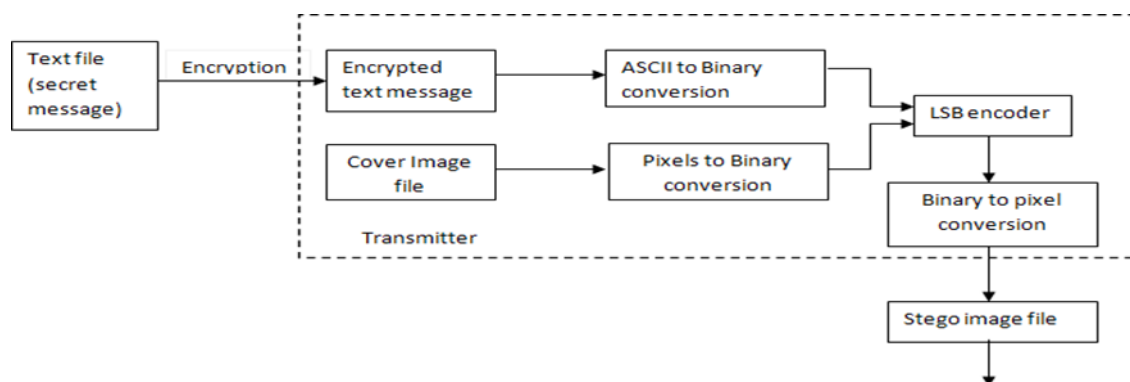 Text file
(secret
message)
Encryption
Encrypted
text message
ASCII to Binary
conversion
LSB encoder
Cover Image
file
Pixels to Binary
conversion
Binary to pixel
conversion
Transmitter
Stego image file